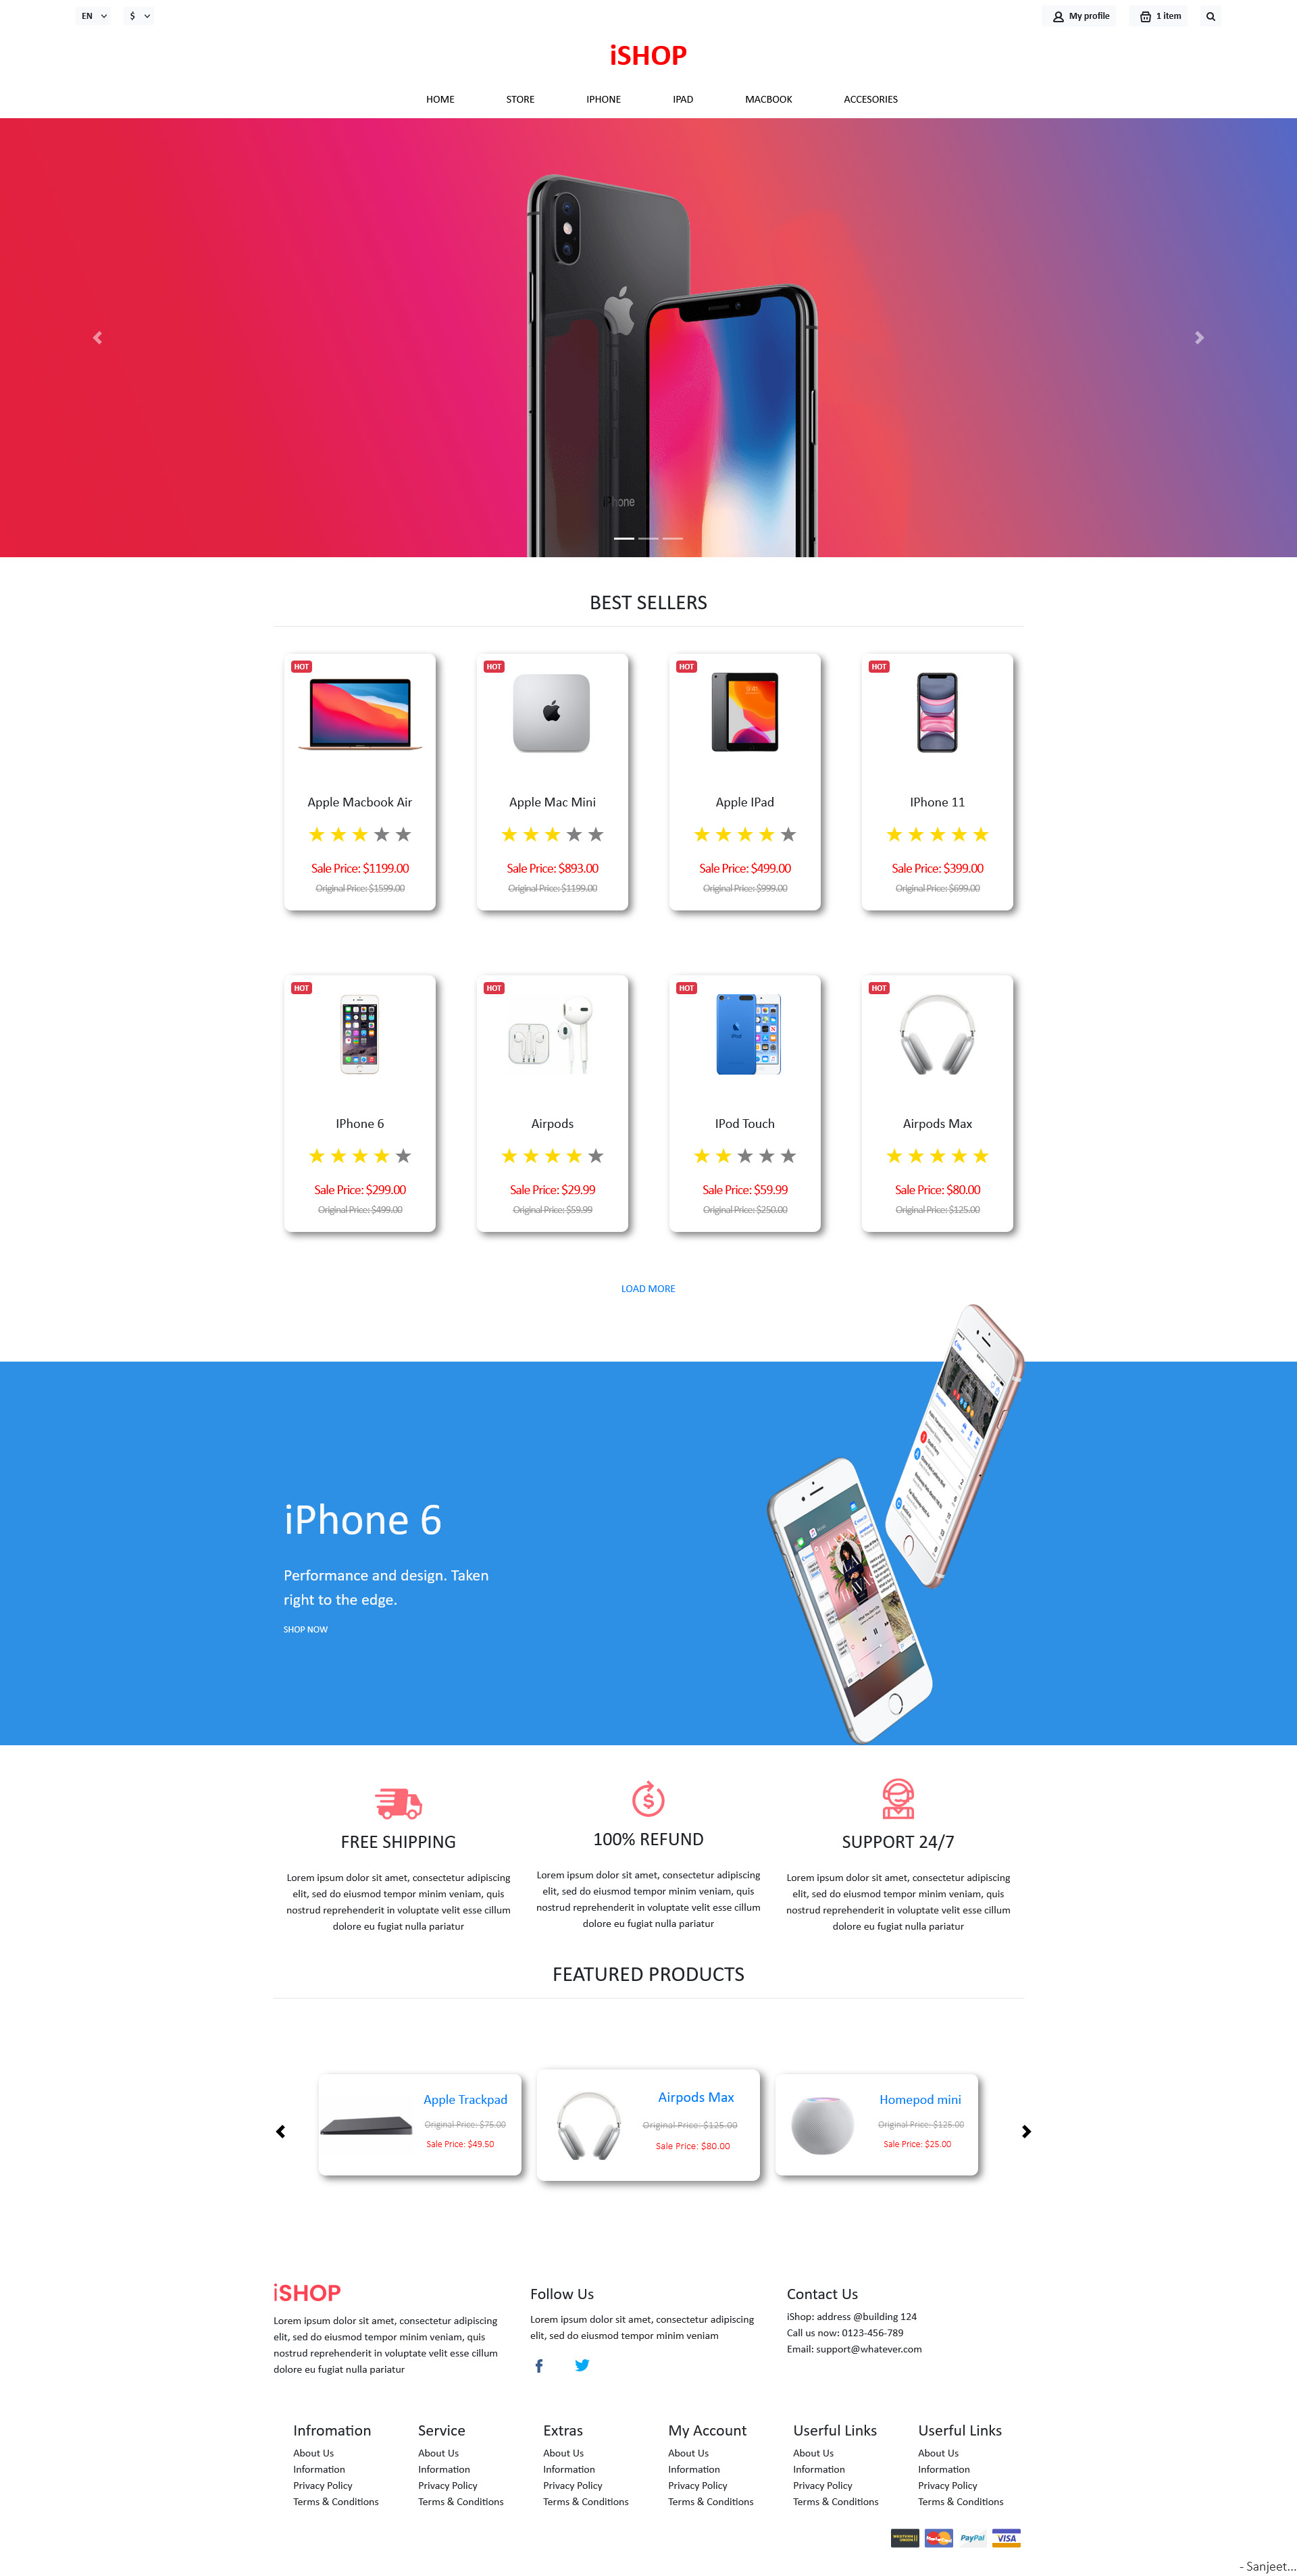 EN $ My profile 1 item
iSHOP
HOME STORE IPHONE IPAD MACBOOK ACCESORIES
iPhone
BEST SELLERS
HOT HOT HOT HOT
Apple Macbook Air Apple Mac Mini Apple IPad IPhone 11
Sale Price: $1199.00 Sale Price: $893.00 Sale Price: $499.00 Sale Price: $399.00
Original Price: $1599.00 Original Price: $1199.00 Original Price: $999.00 Original Price: $699.00
HOT HOT HOT HOT
IPhone 6 Airpods IPod Touch Airpods Max
Sale Price: $299.00 Sale Price: $29.99 Sale Price: $59.99 Sale Price: $80.00
Original Price: $499.00 Original Price: $59.99 Original Price: $250.00 Original Price: $125.00
LOAD MORE
iPhone 6
Performance and design. Taken
right to the edge.
SHOP NOW
FREE SHIPPING
Lorem ipsum dolor sit amet, consectetur adipiscing
elit, sed do eiusmod tempor minim veniam, quis
nostrud reprehenderit in voluptate velit esse cillum
dolore eu fugiat nulla pariatur
100% REFUND
Lorem ipsum dolor sit amet, consectetur adipiscing
elit, sed do eiusmod tempor minim veniam, quis
nostrud reprehenderit in voluptate velit esse cillum
dolore eu fugiat nulla pariatur
SUPPORT 24/7
Lorem ipsum dolor sit amet, consectetur adipiscing
elit, sed do eiusmod tempor minim veniam, quis
nostrud reprehenderit in voluptate velit esse cillum
dolore eu fugiat nulla pariatur
FEATURED PRODUCTS
Apple Trackpad
Original Price: $75.00
Sale Price: $49.50
Airpods Max
Original Price: $125.00
Sale Price: $80.00
Homepod mini
Original Price: $125.00
Sale Price: $25.00
iSHOP
Lorem ipsum dolor sit amet, consectetur adipiscing
elit, sed do eiusmod tempor minim veniam, quis
nostrud reprehenderit in voluptate velit esse cillum
dolore eu fugiat nulla pariatur
Follow Us
Lorem ipsum dolor sit amet, consectetur adipiscing
elit, sed do eiusmod tempor minim veniam
Contact Us
iShop: address @building 124
Call us now: 0123-456-789
Email: support@whatever.com
Infromation
About Us
Information
Privacy Policy
Terms & Conditions
Service
About Us
Information
Privacy Policy
Terms & Conditions
Extras
About Us
Information
Privacy Policy
Terms & Conditions
My Account
About Us
Information
Privacy Policy
Terms & Conditions
Userful Links
About Us
Information
Privacy Policy
Terms & Conditions
Userful Links
About Us
Information
Privacy Policy
Terms & Conditions
WESTERN UNION MasterCard PayPal VISA
- Sanjeet...